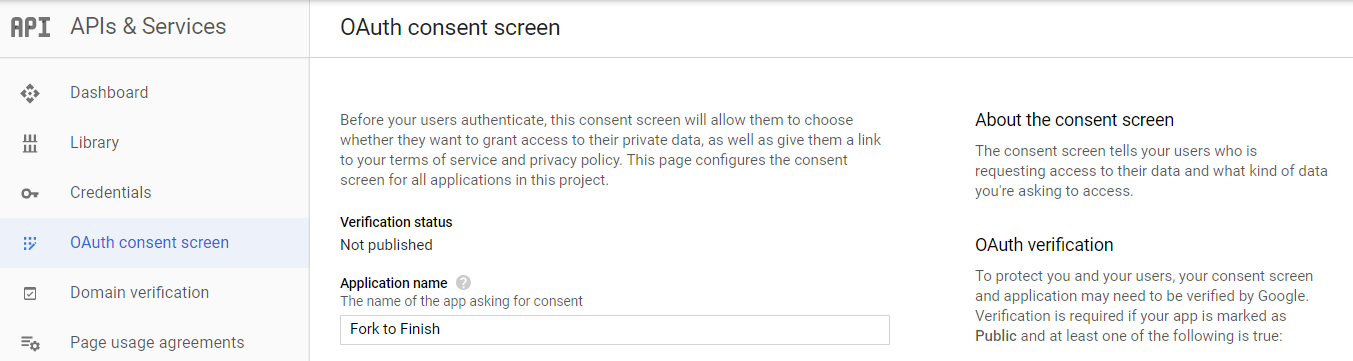 API APIs & Services
Dashboard
Library
Credentials
OAuth consent screen
Domain verification
Page usage agreements
OAuth consent screen
Before your users authenticate, this consent screen will allow them to choose
whether they want to grant access to their private data, as well as give them a link
to your terms of service and privacy policy. This page configures the consent
screen for all applications in this project.
Verification status
Not published
Application name ?
The name of the app asking for consent
Fork to Finish
About the consent screen
The consent screen tells your users who is
requesting access to their data and what kind of data
you're asking to access.
OAuth verification
To protect you and your users, your consent screen
and application may need to be verified by Google.
Verification is required if your app is marked as
Public and at least one of the following is true: